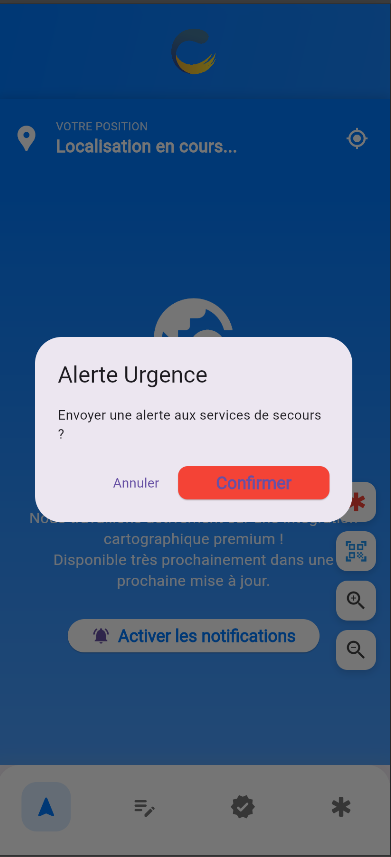 VOTRE POSITION
Localisation en cours...
Alerte Urgence
Envoyer une alerte aux services de secours
?
Annuler
Confirmer
cartographique premium !
Disponible très prochainement dans une
prochaine mise à jour.
Activer les notifications